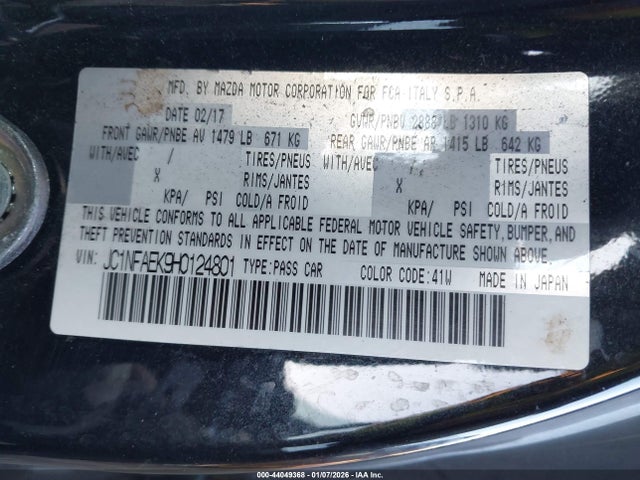 MFD. BY MAZDA MOTOR CORPORATION FOR FCA ITALY S.P.A.
DATE 02/17 GVWR/PNBV 2888 LB 1310 KG
FRONT GAWR/PNBE AV 1479 LB 671 KG REAR GAWR/PNBE AR 1415 LB 642 KG
WITH/AVEC / TIRES/PNEUS WITH/AVEC TIRES/PNEUS
X RIMS/JANTES X RIMS/JANTES
KPA/ PSI COLD/A FROID KPA/ PSI COLD/A FROID
THIS VEHICLE CONFORMS TO ALL APPLICABLE FEDERAL MOTOR VEHICLE SAFETY, BUMPER, AND
THEFT PREVENTION STANDARDS IN EFFECT ON THE DATE OF MANUFACTURE SHOWN ABOVE.
VIN: JC1NFAEK9H0124801 TYPE: PASS CAR COLOR CODE: 41W MADE IN JAPAN
000-44049368 - 01/07/2026 - IAAI.COM